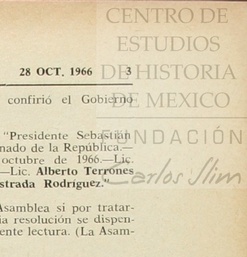 CENTRO DE
ESTUDIOS
DE HISTORIA
DE MEXICO
FUNDACIÓN
Carlos Slim
28 OCT. 1966 3
confirió el Gobierno
"Presidente Sebastián
nado de la República.—
octubre de 1966.—Lic.
—Lic. Alberto Terrones
strada Rodríguez."
Asamblea si por tratar-
ia resolución se dispen-
ente lectura. (La Asam-